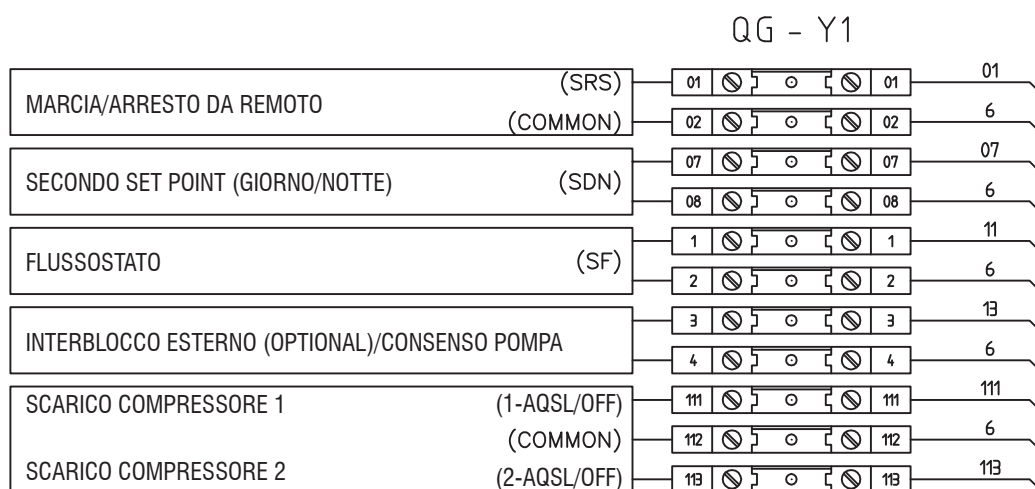 QG - Y1
MARCIA/ARRESTO DA REMOTO (SRS) 01 01 01
(COMMON) 02 02 6
SECONDO SET POINT (GIORNO/NOTTE) (SDN) 07 07 07
08 08 6
FLUSSOSTATO (SF) 1 1 11
2 2 6
INTERBLOCCO ESTERNO (OPTIONAL)/CONSENSO POMPA 3 3 13
4 4 6
SCARICO COMPRESSORE 1 (1-AQSL/OFF) 111 111 111
(COMMON) 112 112 6
SCARICO COMPRESSORE 2 (2-AQSL/OFF) 113 113 113